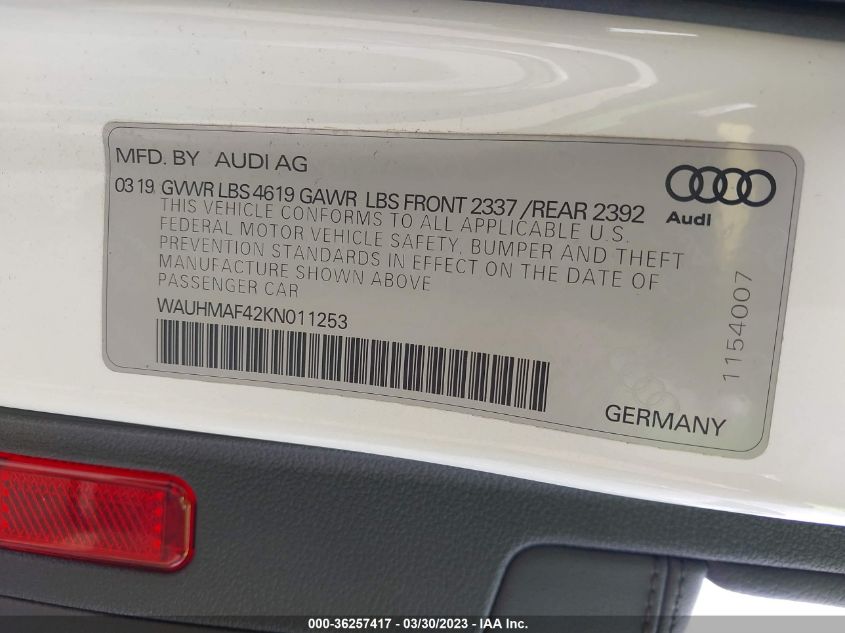 MFD. BY AUDI AG
03 19 GVWR LBS 4619 GAWR LBS FRONT 2337 /REAR 2392
THIS VEHICLE CONFORMS TO ALL APPLICABLE U.S.
FEDERAL MOTOR VEHICLE SAFETY, BUMPER AND THEFT
PREVENTION STANDARDS IN EFFECT ON THE DATE OF
MANUFACTURE SHOWN ABOVE
PASSENGER CAR
WAUHMAF42KN011253
Audi
1154007
GERMANY
000-36257417 - 03/30/2023 - IAA Inc.